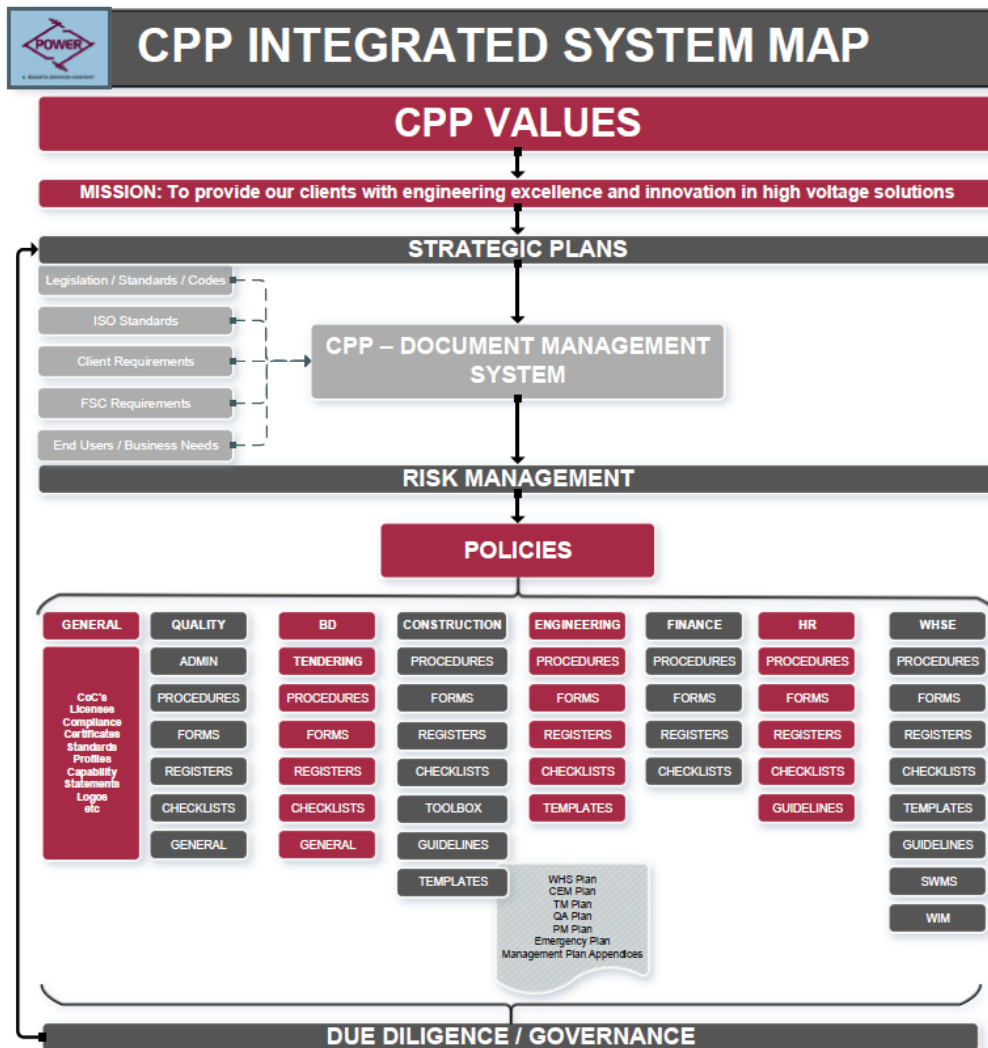 POWER
A QUANTA SERVICES COMPANY
CPP INTEGRATED SYSTEM MAP
CPP VALUES
MISSION: To provide our clients with engineering excellence and innovation in high voltage solutions
STRATEGIC PLANS
Legislation / Standards / Codes
ISO Standards
Client Requirements
FSC Requirements
End Users / Business Needs
CPP – DOCUMENT MANAGEMENT
SYSTEM
RISK MANAGEMENT
POLICIES
GENERAL
CoC's
Licenses
Compliance
Certificates
Standards
Profiles
Capability
Statements
Logos
etc
QUALITY
ADMIN
PROCEDURES
FORMS
REGISTERS
CHECKLISTS
GENERAL
BD
TENDERING
PROCEDURES
FORMS
REGISTERS
CHECKLISTS
GENERAL
CONSTRUCTION
PROCEDURES
FORMS
REGISTERS
CHECKLISTS
TOOLBOX
GUIDELINES
TEMPLATES
WHS Plan
CEM Plan
TM Plan
QA Plan
PM Plan
Emergency Plan
Management Plan Appendices
ENGINEERING
PROCEDURES
FORMS
REGISTERS
CHECKLISTS
TEMPLATES
FINANCE
PROCEDURES
FORMS
REGISTERS
CHECKLISTS
HR
PROCEDURES
FORMS
REGISTERS
CHECKLISTS
GUIDELINES
WHSE
PROCEDURES
FORMS
REGISTERS
CHECKLISTS
TEMPLATES
GUIDELINES
SWMS
WIM
DUE DILIGENCE / GOVERNANCE